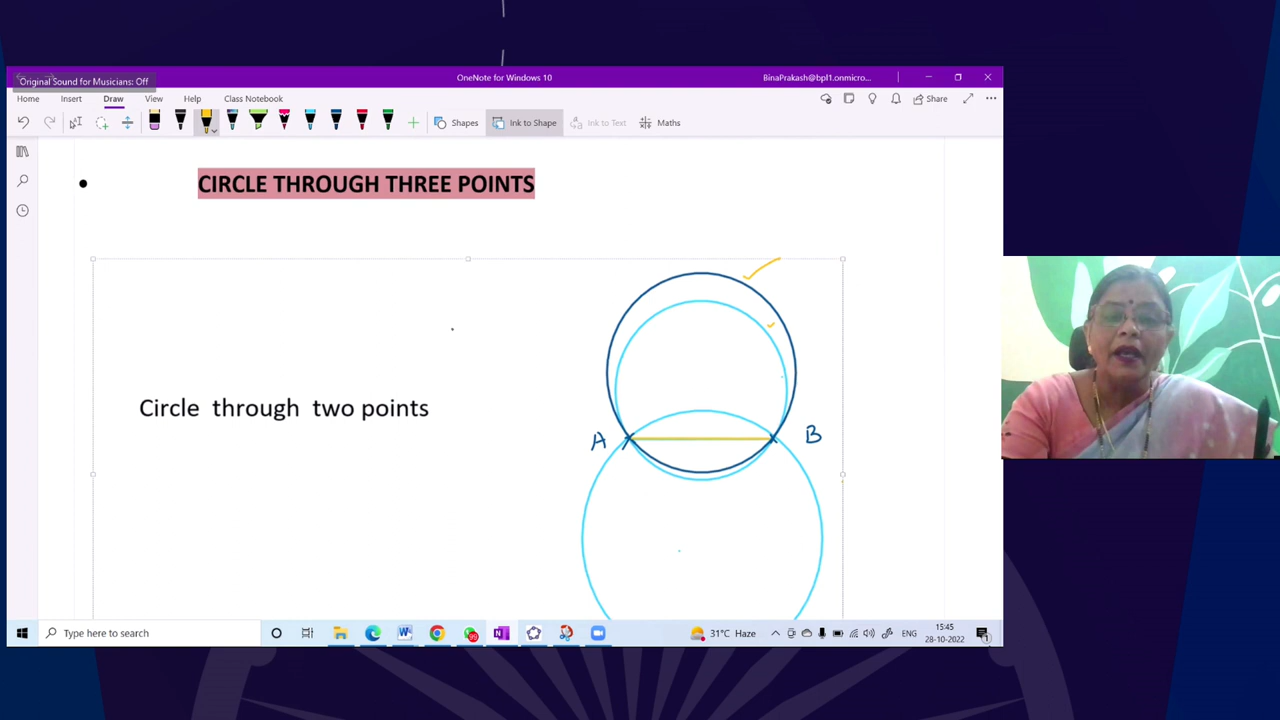 Original Sound for Musicians: Off
OneNote for Windows 10
BinaPrakash@bpl1.onmicro...
Home Insert Draw View Help Class Notebook
Share
Shapes Ink to Shape Ink to Text Maths
CIRCLE THROUGH THREE POINTS
Circle through two points
A B
Type here to search
99
31°C Haze
ENG
15:45
28-10-2022
1